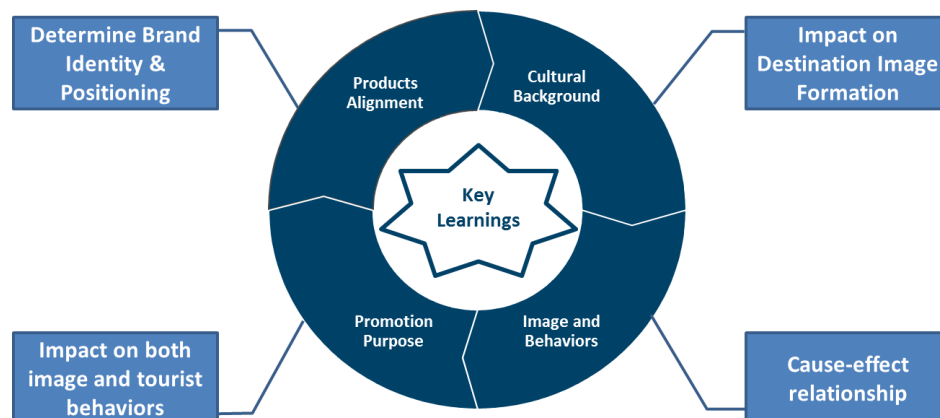 Determine Brand
Identity &
Positioning
Products
Alignment
Cultural
Background
Impact on
Destination Image
Formation
Key
Learnings
Impact on both
image and tourist
behaviors
Promotion
Purpose
Image and
Behaviors
Cause-effect
relationship